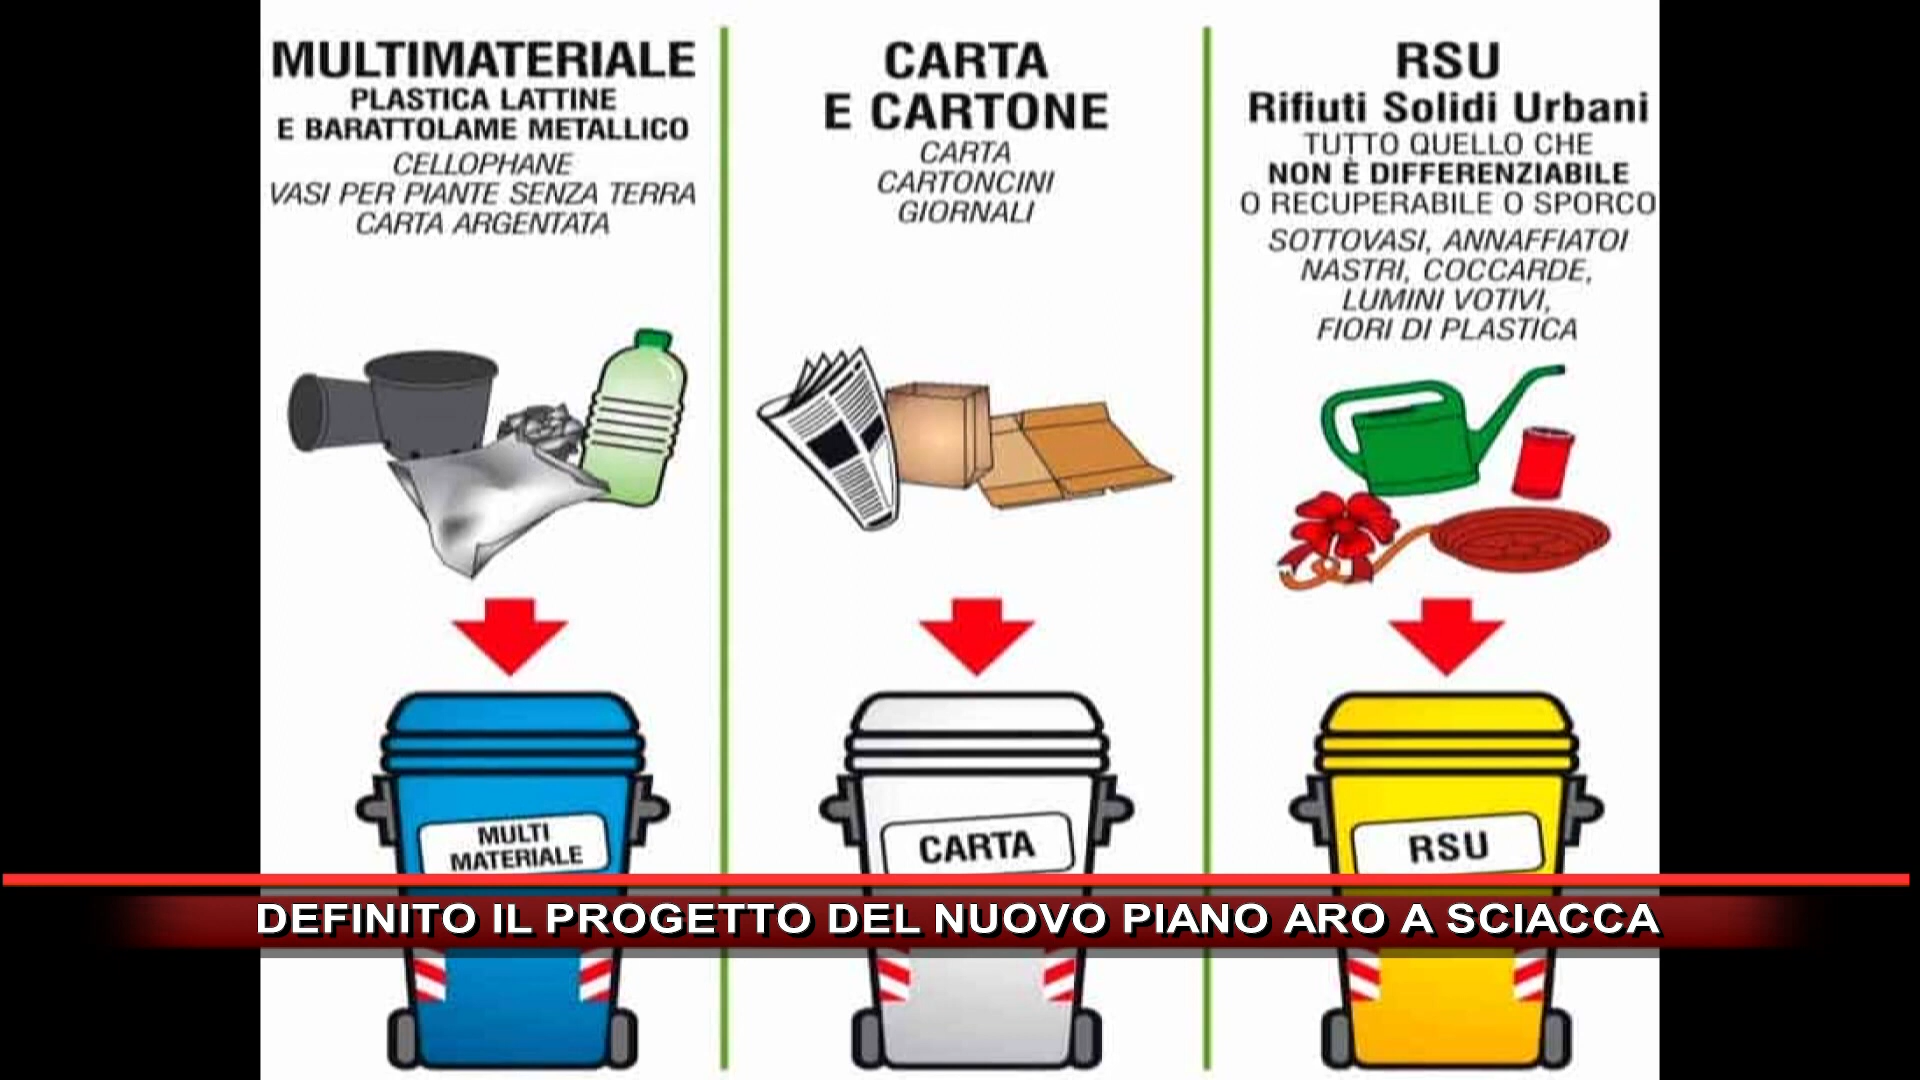 MULTIMATERIALE
PLASTICA LATTINE
E BARATTOLAME METALLICO
CELLOPHANE
VASI PER PIANTE SENZA TERRA
CARTA ARGENTATA
MULTI
MATERIALE
CARTA
E CARTONE
CARTA
CARTONCINI
GIORNALI
CARTA
RSU
Rifiuti Solidi Urbani
TUTTO QUELLO CHE
NON È DIFFERENZIABILE
O RECUPERABILE O SPORCO
SOTTOVASI, ANNAFFIATOI
NASTRI, COCCARDE,
LUMINI VOTIVI,
FIORI DI PLASTICA
RSU
DEFINITO IL PROGETTO DEL NUOVO PIANO ARO A SCIACCA